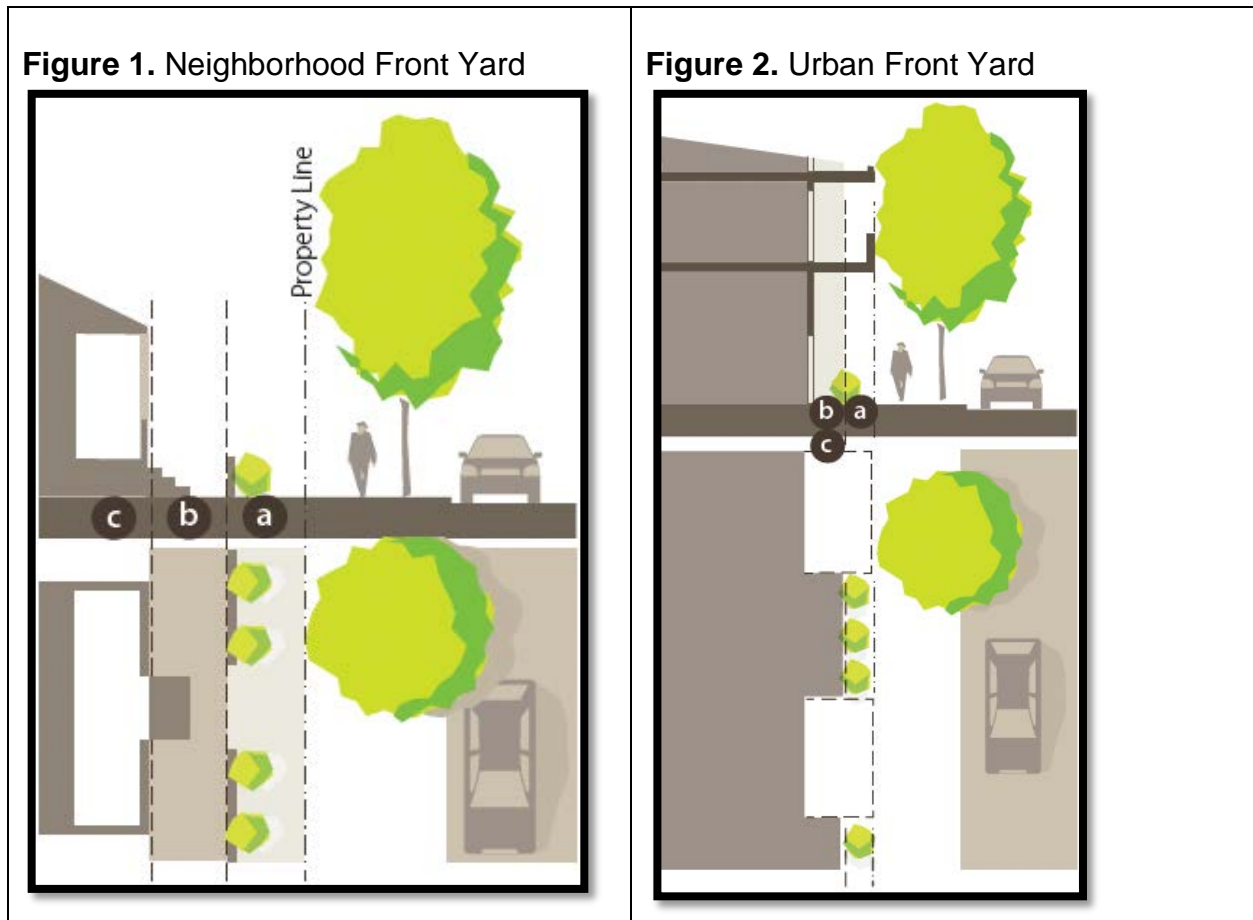 Figure 1. Neighborhood Front Yard
Property Line
c b a
Figure 2. Urban Front Yard
b a
c